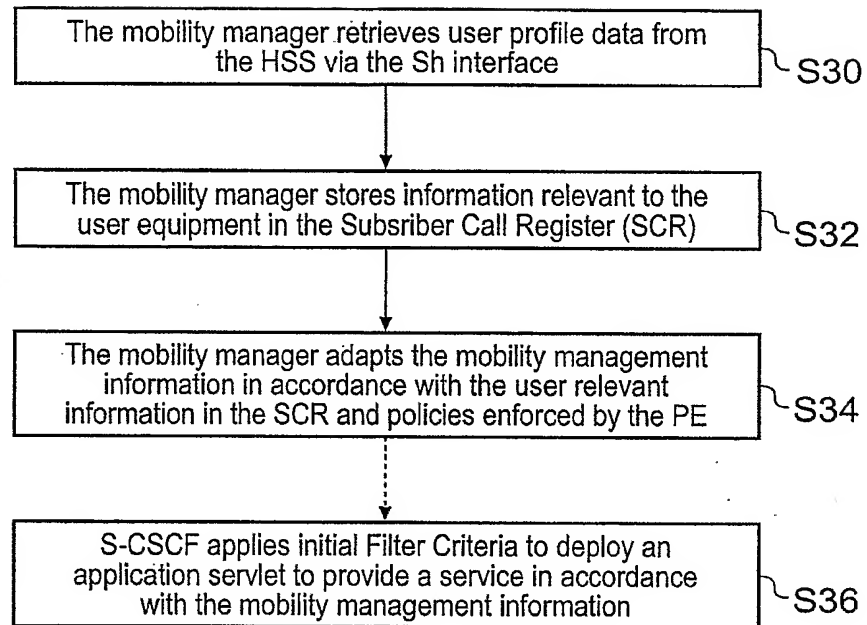 The mobility manager retrieves user profile data from
the HSS via the Sh interface
S30
The mobility manager stores information relevant to the
user equipment in the Subsriber Call Register (SCR)
S32
The mobility manager adapts the mobility management
information in accordance with the user relevant
information in the SCR and policies enforced by the PE
S34
S-CSCF applies initial Filter Criteria to deploy an
application servlet to provide a service in accordance
with the mobility management information
S36